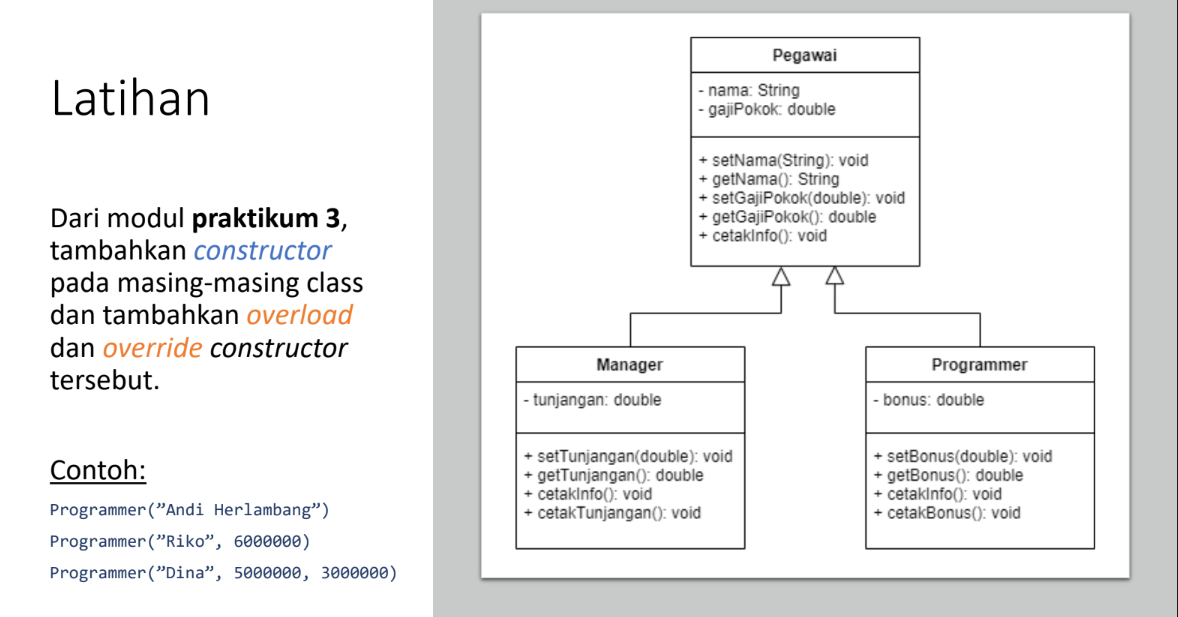 Latihan
Dari modul praktikum 3,
tambahkan constructor
pada masing-masing class
dan tambahkan overload
dan override constructor
tersebut.
Contoh:
Programmer(”Andi Herlambang”)
Programmer(”Riko”, 6000000)
Programmer(”Dina”, 5000000, 3000000)
Pegawai
- nama: String
- gajiPokok: double
+ setNama(String): void
+ getNama(): String
+ setGajiPokok(double): void
+ getGajiPokok(): double
+ cetakInfo(): void
Manager
- tunjangan: double
+ setTunjangan(double): void
+ getTunjangan(): double
+ cetakInfo(): void
+ cetakTunjangan(): void
Programmer
- bonus: double
+ setBonus(double): void
+ getBonus(): double
+ cetakInfo(): void
+ cetakBonus(): void